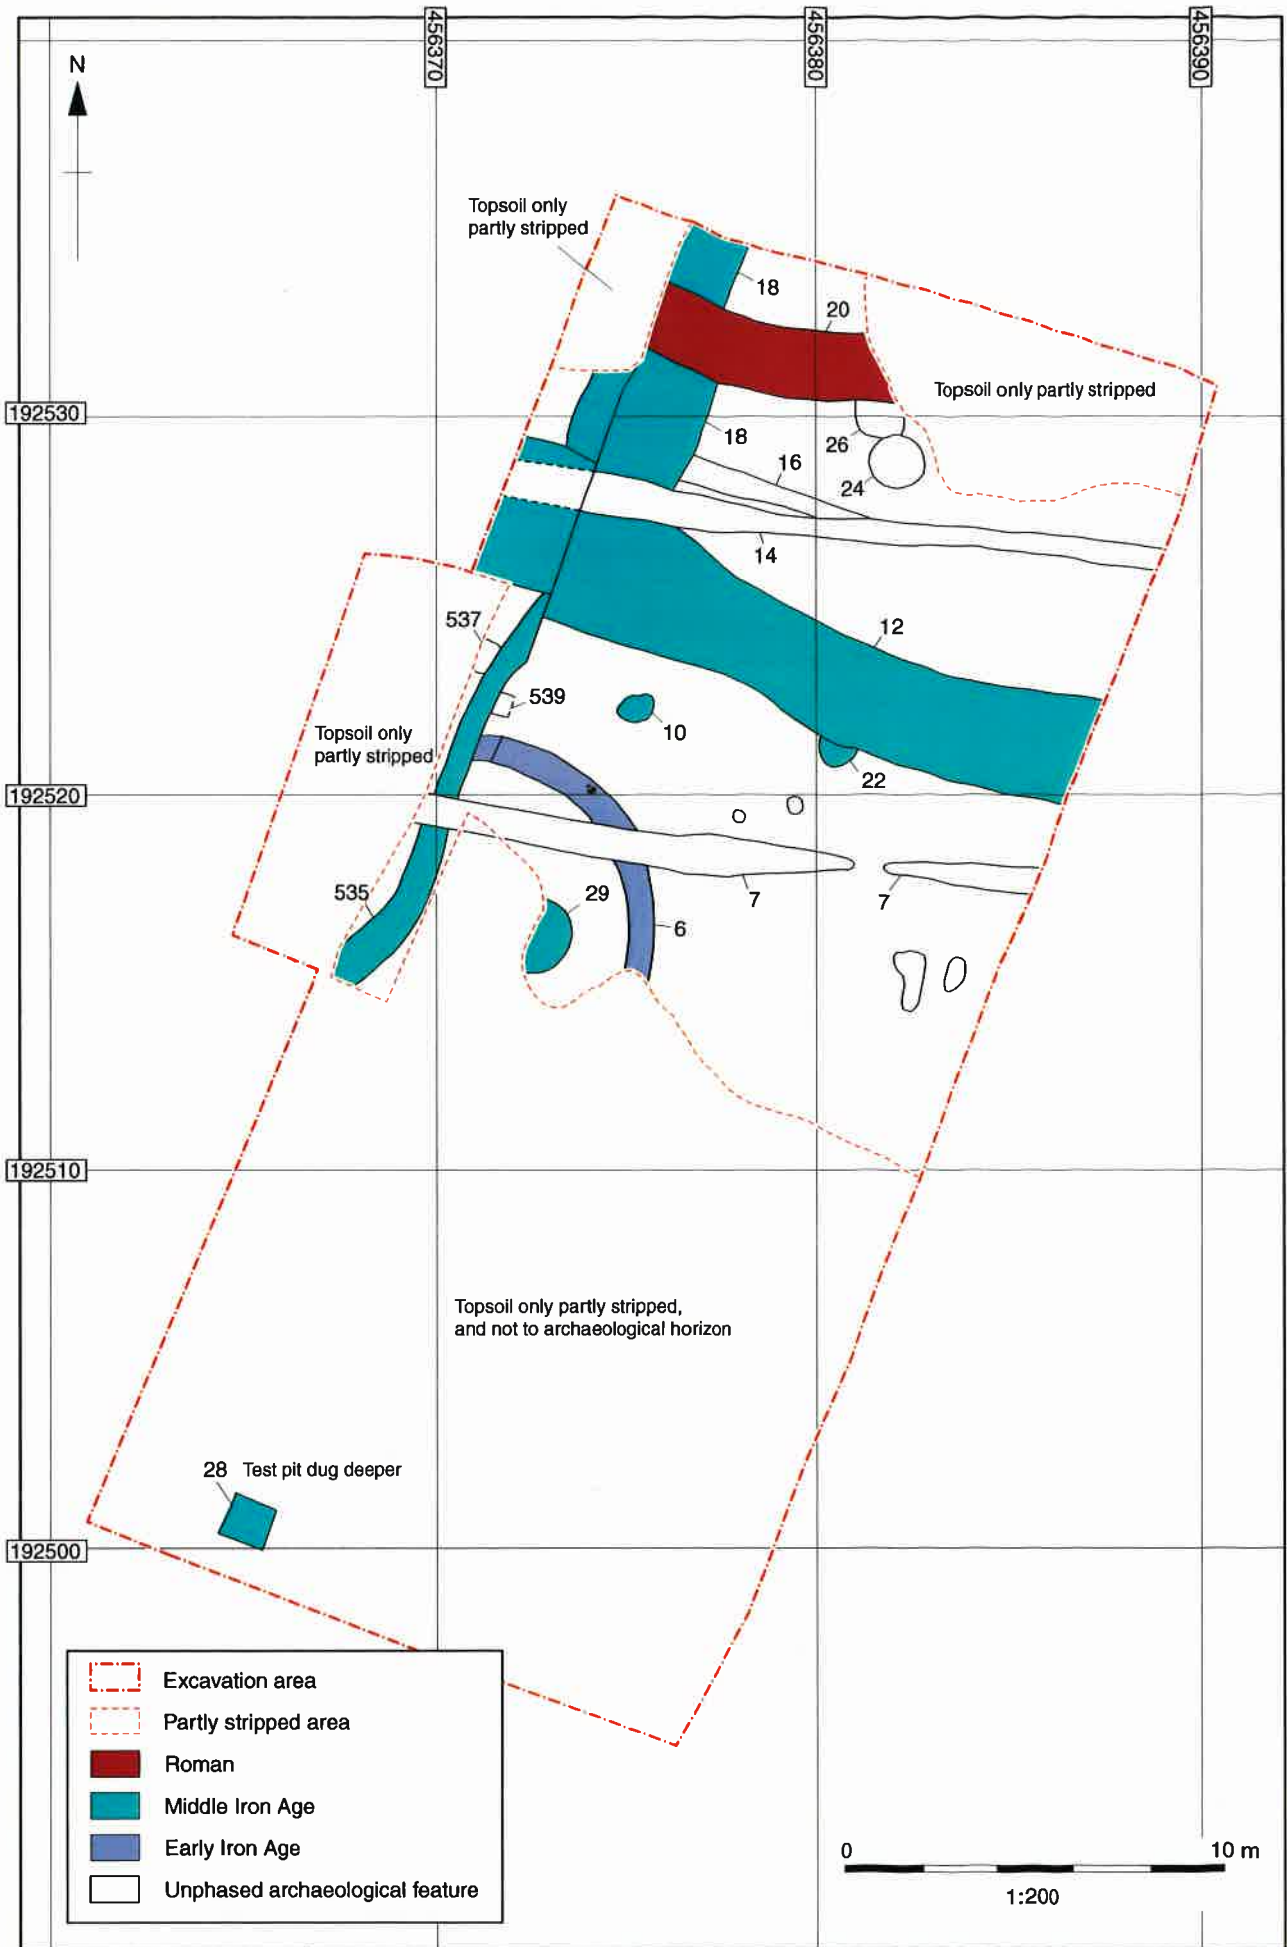 456370
456380
456390
N
Topsoil only
partly stripped
18
20
Topsoil only partly stripped
192530
18
26
16
24
14
537
12
539
10
Topsoil only
partly stripped
22
192520
535
29
7
7
6
192510
Topsoil only partly stripped,
and not to archaeological horizon
28 Test pit dug deeper
192500
Excavation area
Partly stripped area
Roman
Middle Iron Age
Early Iron Age
Unphased archaeological feature
0 10 m
1:200